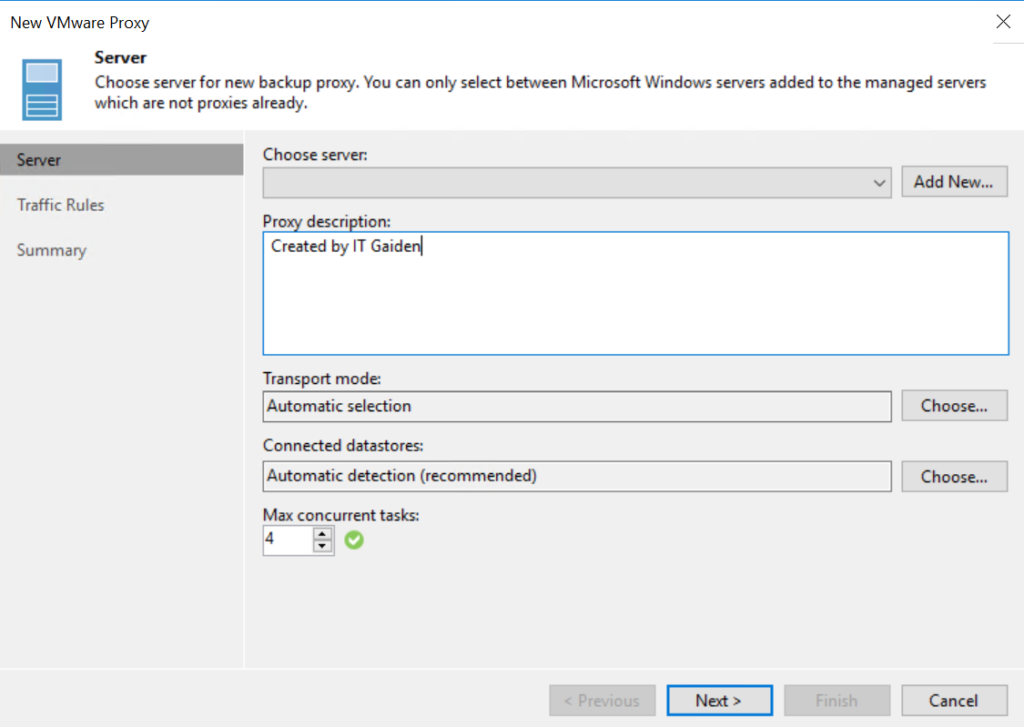 New VMware Proxy
Server
Choose server for new backup proxy. You can only select between Microsoft Windows servers added to the managed servers
which are not proxies already.
Server
Traffic Rules
Summary
Choose server:
Add New...
Proxy description:
Created by IT Gaiden
Transport mode:
Automatic selection
Choose...
Connected datastores:
Automatic detection (recommended)
Choose...
Max concurrent tasks:
4
< Previous
Next >
Finish
Cancel